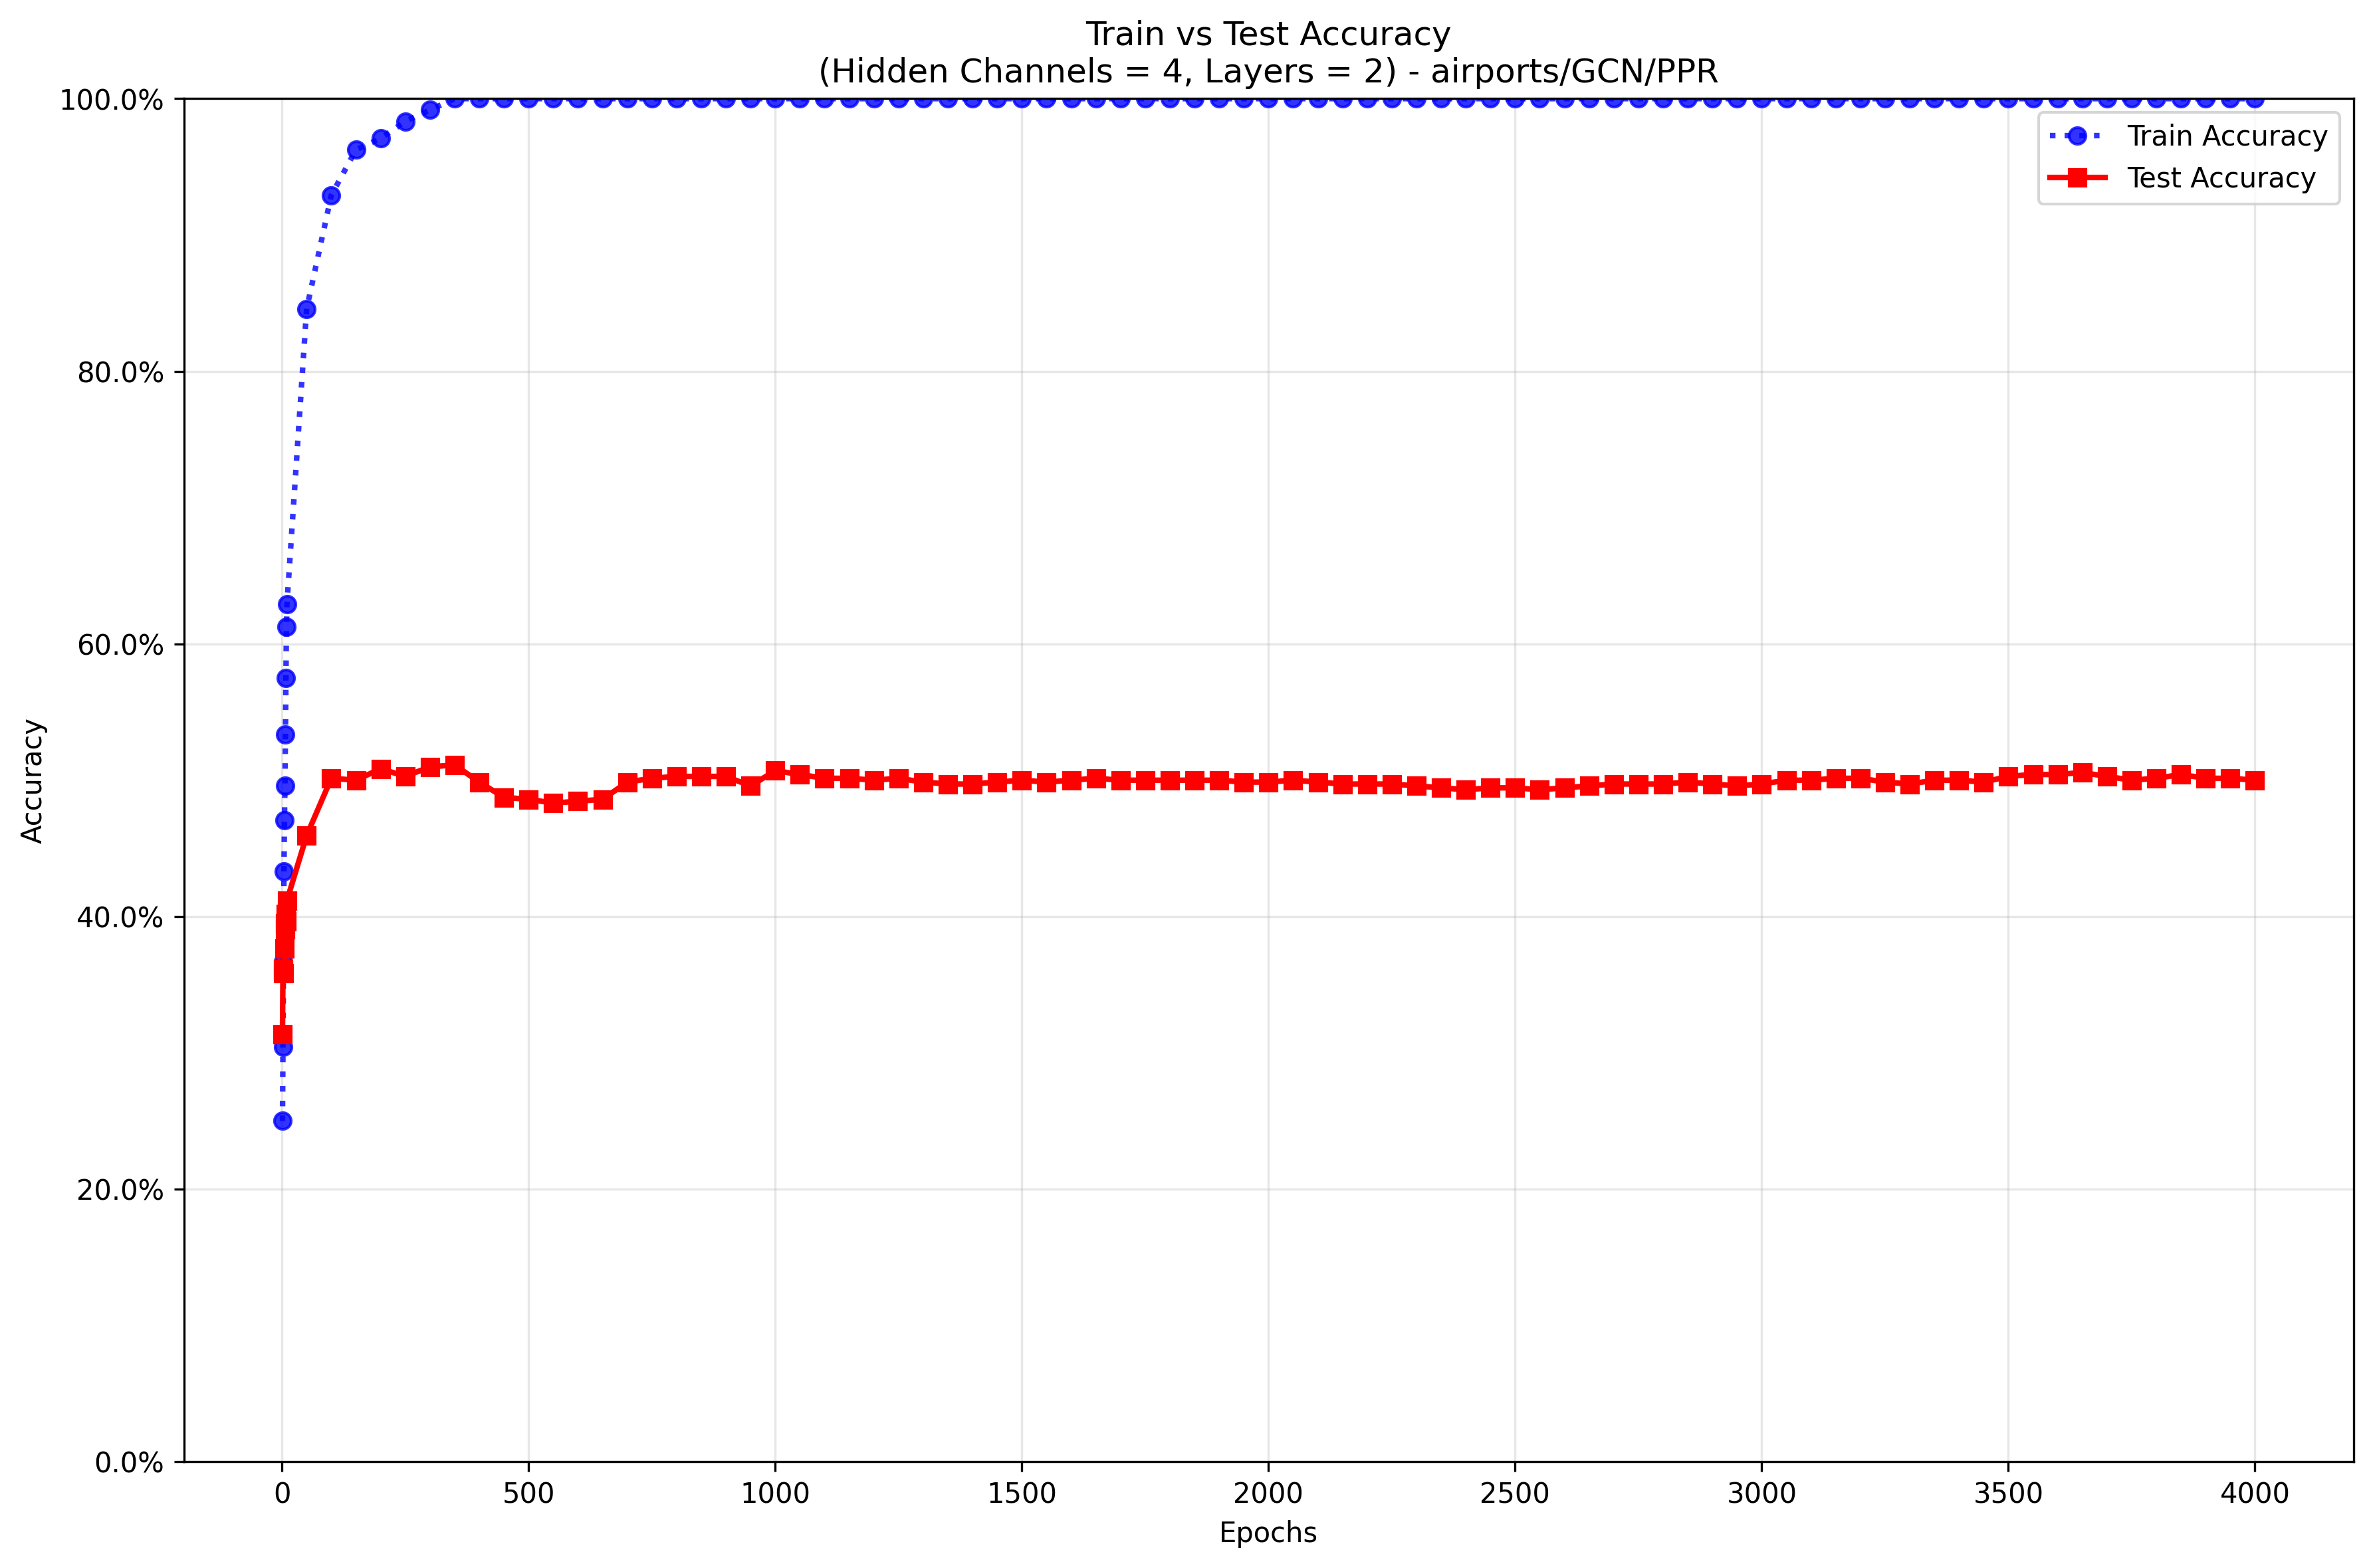 Train vs Test Accuracy
(Hidden Channels = 4, Layers = 2) - airports/GCN/PPR
100.0%
80.0%
60.0%
40.0%
20.0%
0.0%
Accuracy
Train Accuracy
Test Accuracy
0 500 1000 1500 2000 2500 3000 3500 4000
Epochs